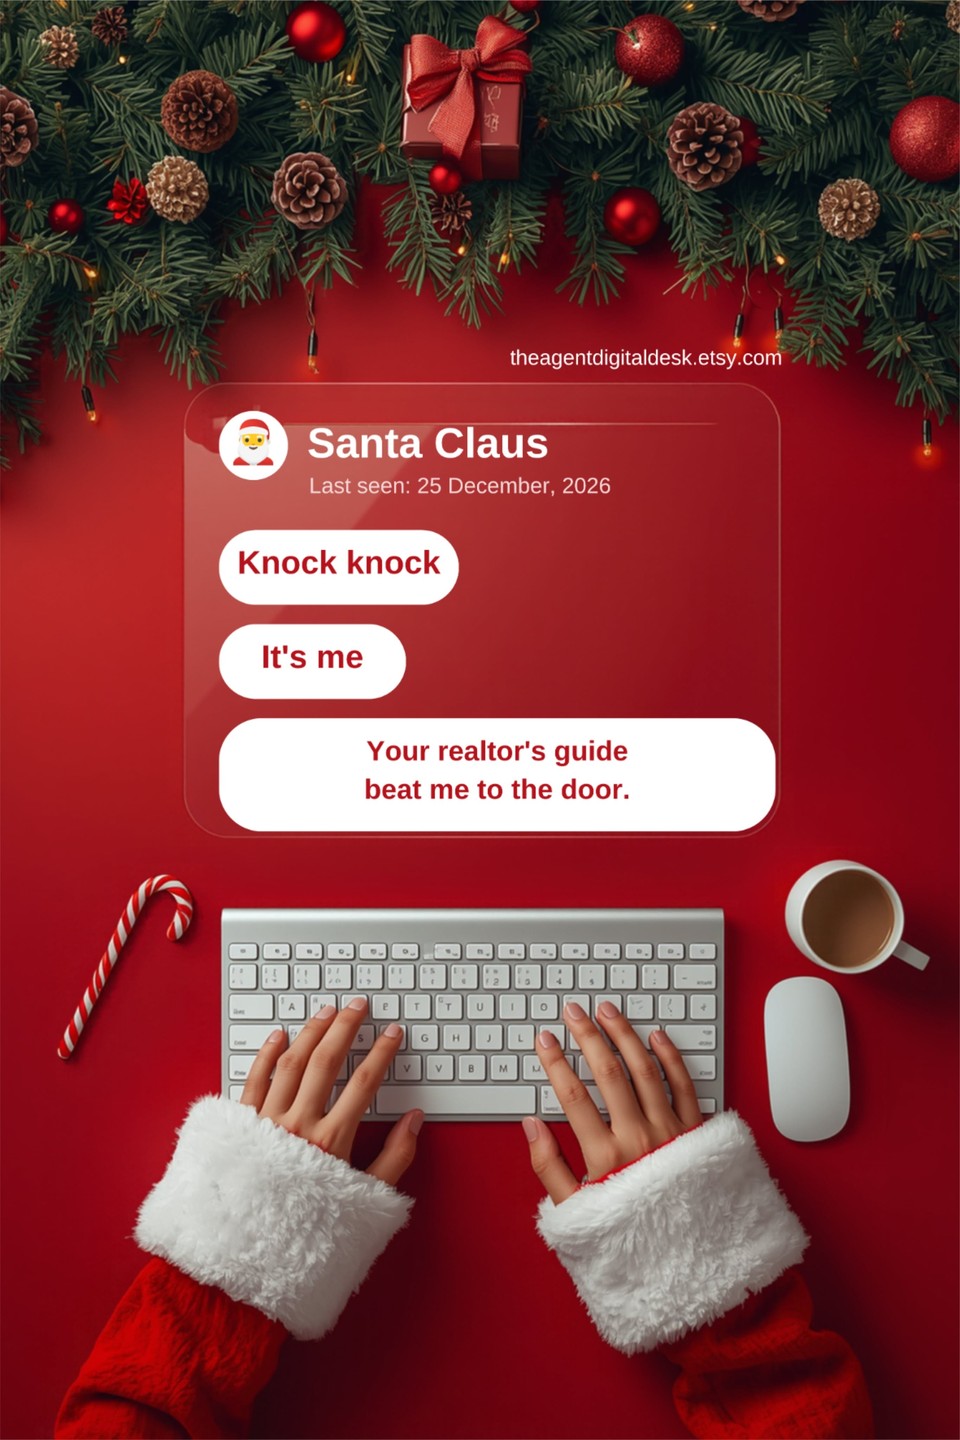 theagentdigitaldesk.etsy.com
Santa Claus
Last seen: 25 December, 2026
Knock knock
It's me
Your realtor's guide
beat me to the door.